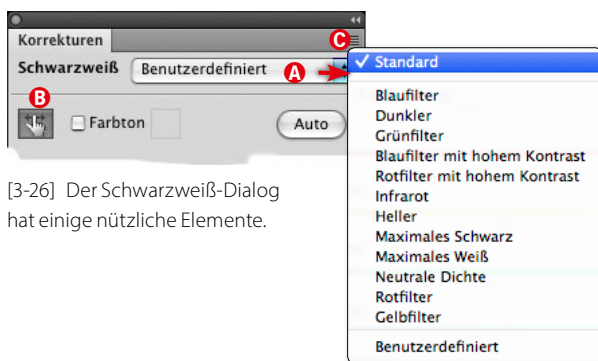 Korrekturen
C
Schwarzweiß
Benutzerdefiniert
A
B
Farbton
Auto
[3-26] Der Schwarzweiß-Dialog
hat einige nützliche Elemente.
Standard
Blaufilter
Dunkler
Grünfilter
Blaufilter mit hohem Kontrast
Rotfilter mit hohem Kontrast
Infrarot
Heller
Maximales Schwarz
Maximales Weiß
Neutrale Dichte
Rotfilter
Gelbfilter
Benutzerdefiniert